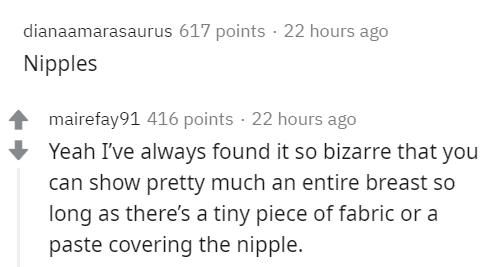 dianaamarasaurus 617 points · 22 hours ago
Nipples
mairefay91 416 points · 22 hours ago
Yeah I've always found it so bizarre that you
can show pretty much an entire breast so
long as there's a tiny piece of fabric or a
paste covering the nipple.